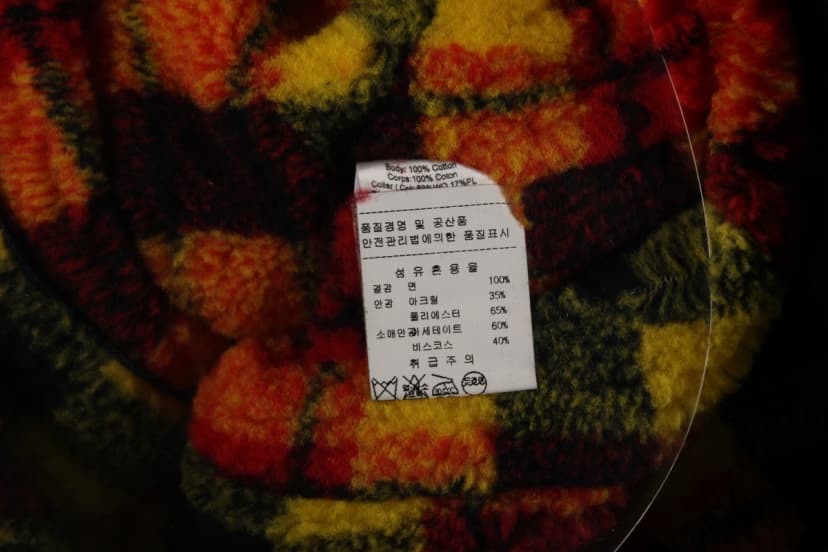 Body: 100% Cotton
Corps:100% Coton
품질경영 및 공산품
안전관리법에의한 품질표시
섬 유 혼 용 율
겉감 면 100%
안감 아크릴 35%
폴리에스터 65%
소매안감 아세테이트 60%
비스코스 40%
취 급 주 의